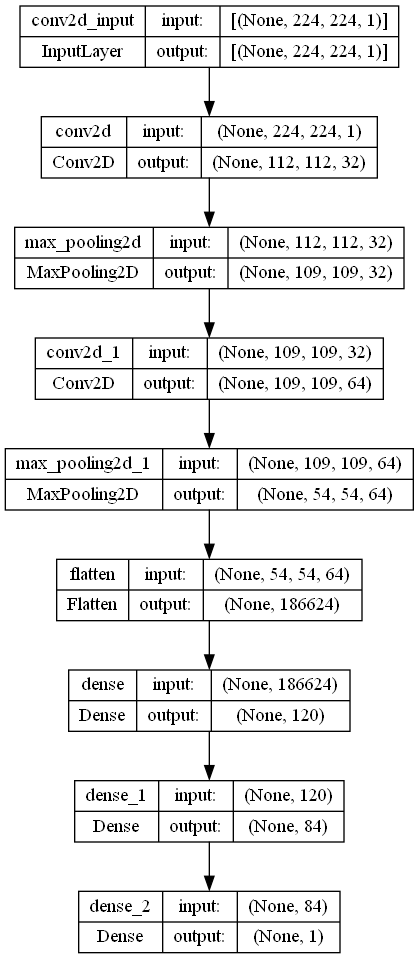 conv2d_input input: [(None, 224, 224, 1)]
InputLayer output: [(None, 224, 224, 1)]
conv2d input: (None, 224, 224, 1)
Conv2D output: (None, 112, 112, 32)
max_pooling2d input: (None, 112, 112, 32)
MaxPooling2D output: (None, 109, 109, 32)
conv2d_1 input: (None, 109, 109, 32)
Conv2D output: (None, 109, 109, 64)
max_pooling2d_1 input: (None, 109, 109, 64)
MaxPooling2D output: (None, 54, 54, 64)
flatten input: (None, 54, 54, 64)
Flatten output: (None, 186624)
dense input: (None, 186624)
Dense output: (None, 120)
dense_1 input: (None, 120)
Dense output: (None, 84)
dense_2 input: (None, 84)
Dense output: (None, 1)